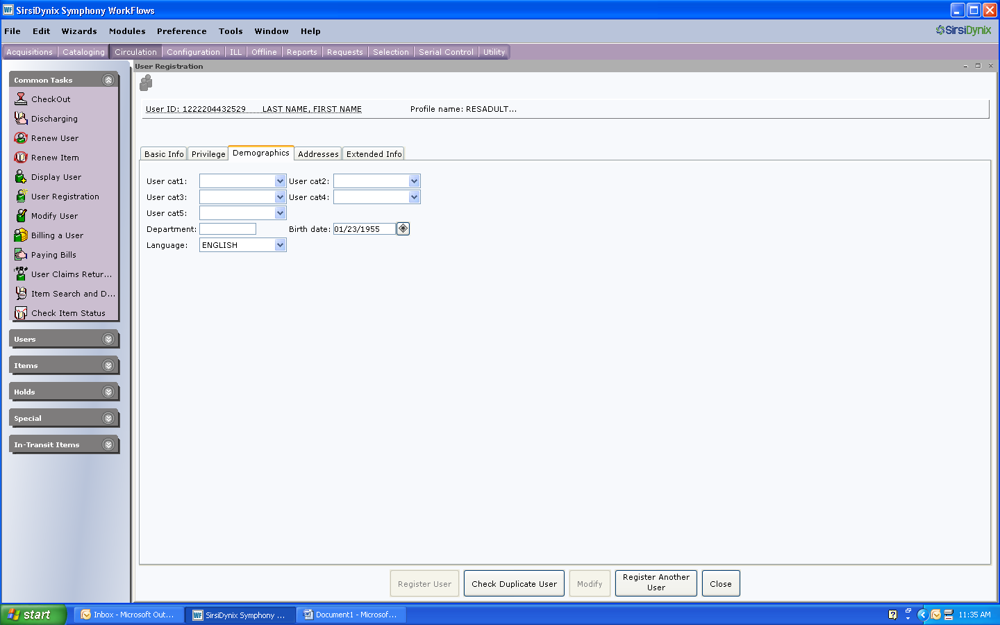 SirsiDynix Symphony WorkFlows
File Edit Wizards Modules Preference Tools Window Help
SirsiDynix
Acquisitions Cataloging Circulation Configuration ILL Offline Reports Requests Selection Serial Control Utility
User Registration
Common Tasks
CheckOut
Discharging
Renew User
Renew Item
Display User
User Registration
Modify User
Billing a User
Paying Bills
User Claims Retur...
Item Search and D...
Check Item Status
Users
Items
Holds
Special
In-Transit Items
User ID: 1222204432529 LAST NAME, FIRST NAME Profile name: RESADULT...
Basic Info Privilege Demographics Addresses Extended Info
User cat1: User cat2:
User cat3: User cat4:
User cat5:
Department: Birth date: 01/23/1955
Language: ENGLISH
Register User Check Duplicate User Modify Register Another User Close
start Inbox - Microsoft Out... WF SirsiDynix Symphony ... Document1 - Microsof... 11:35 AM